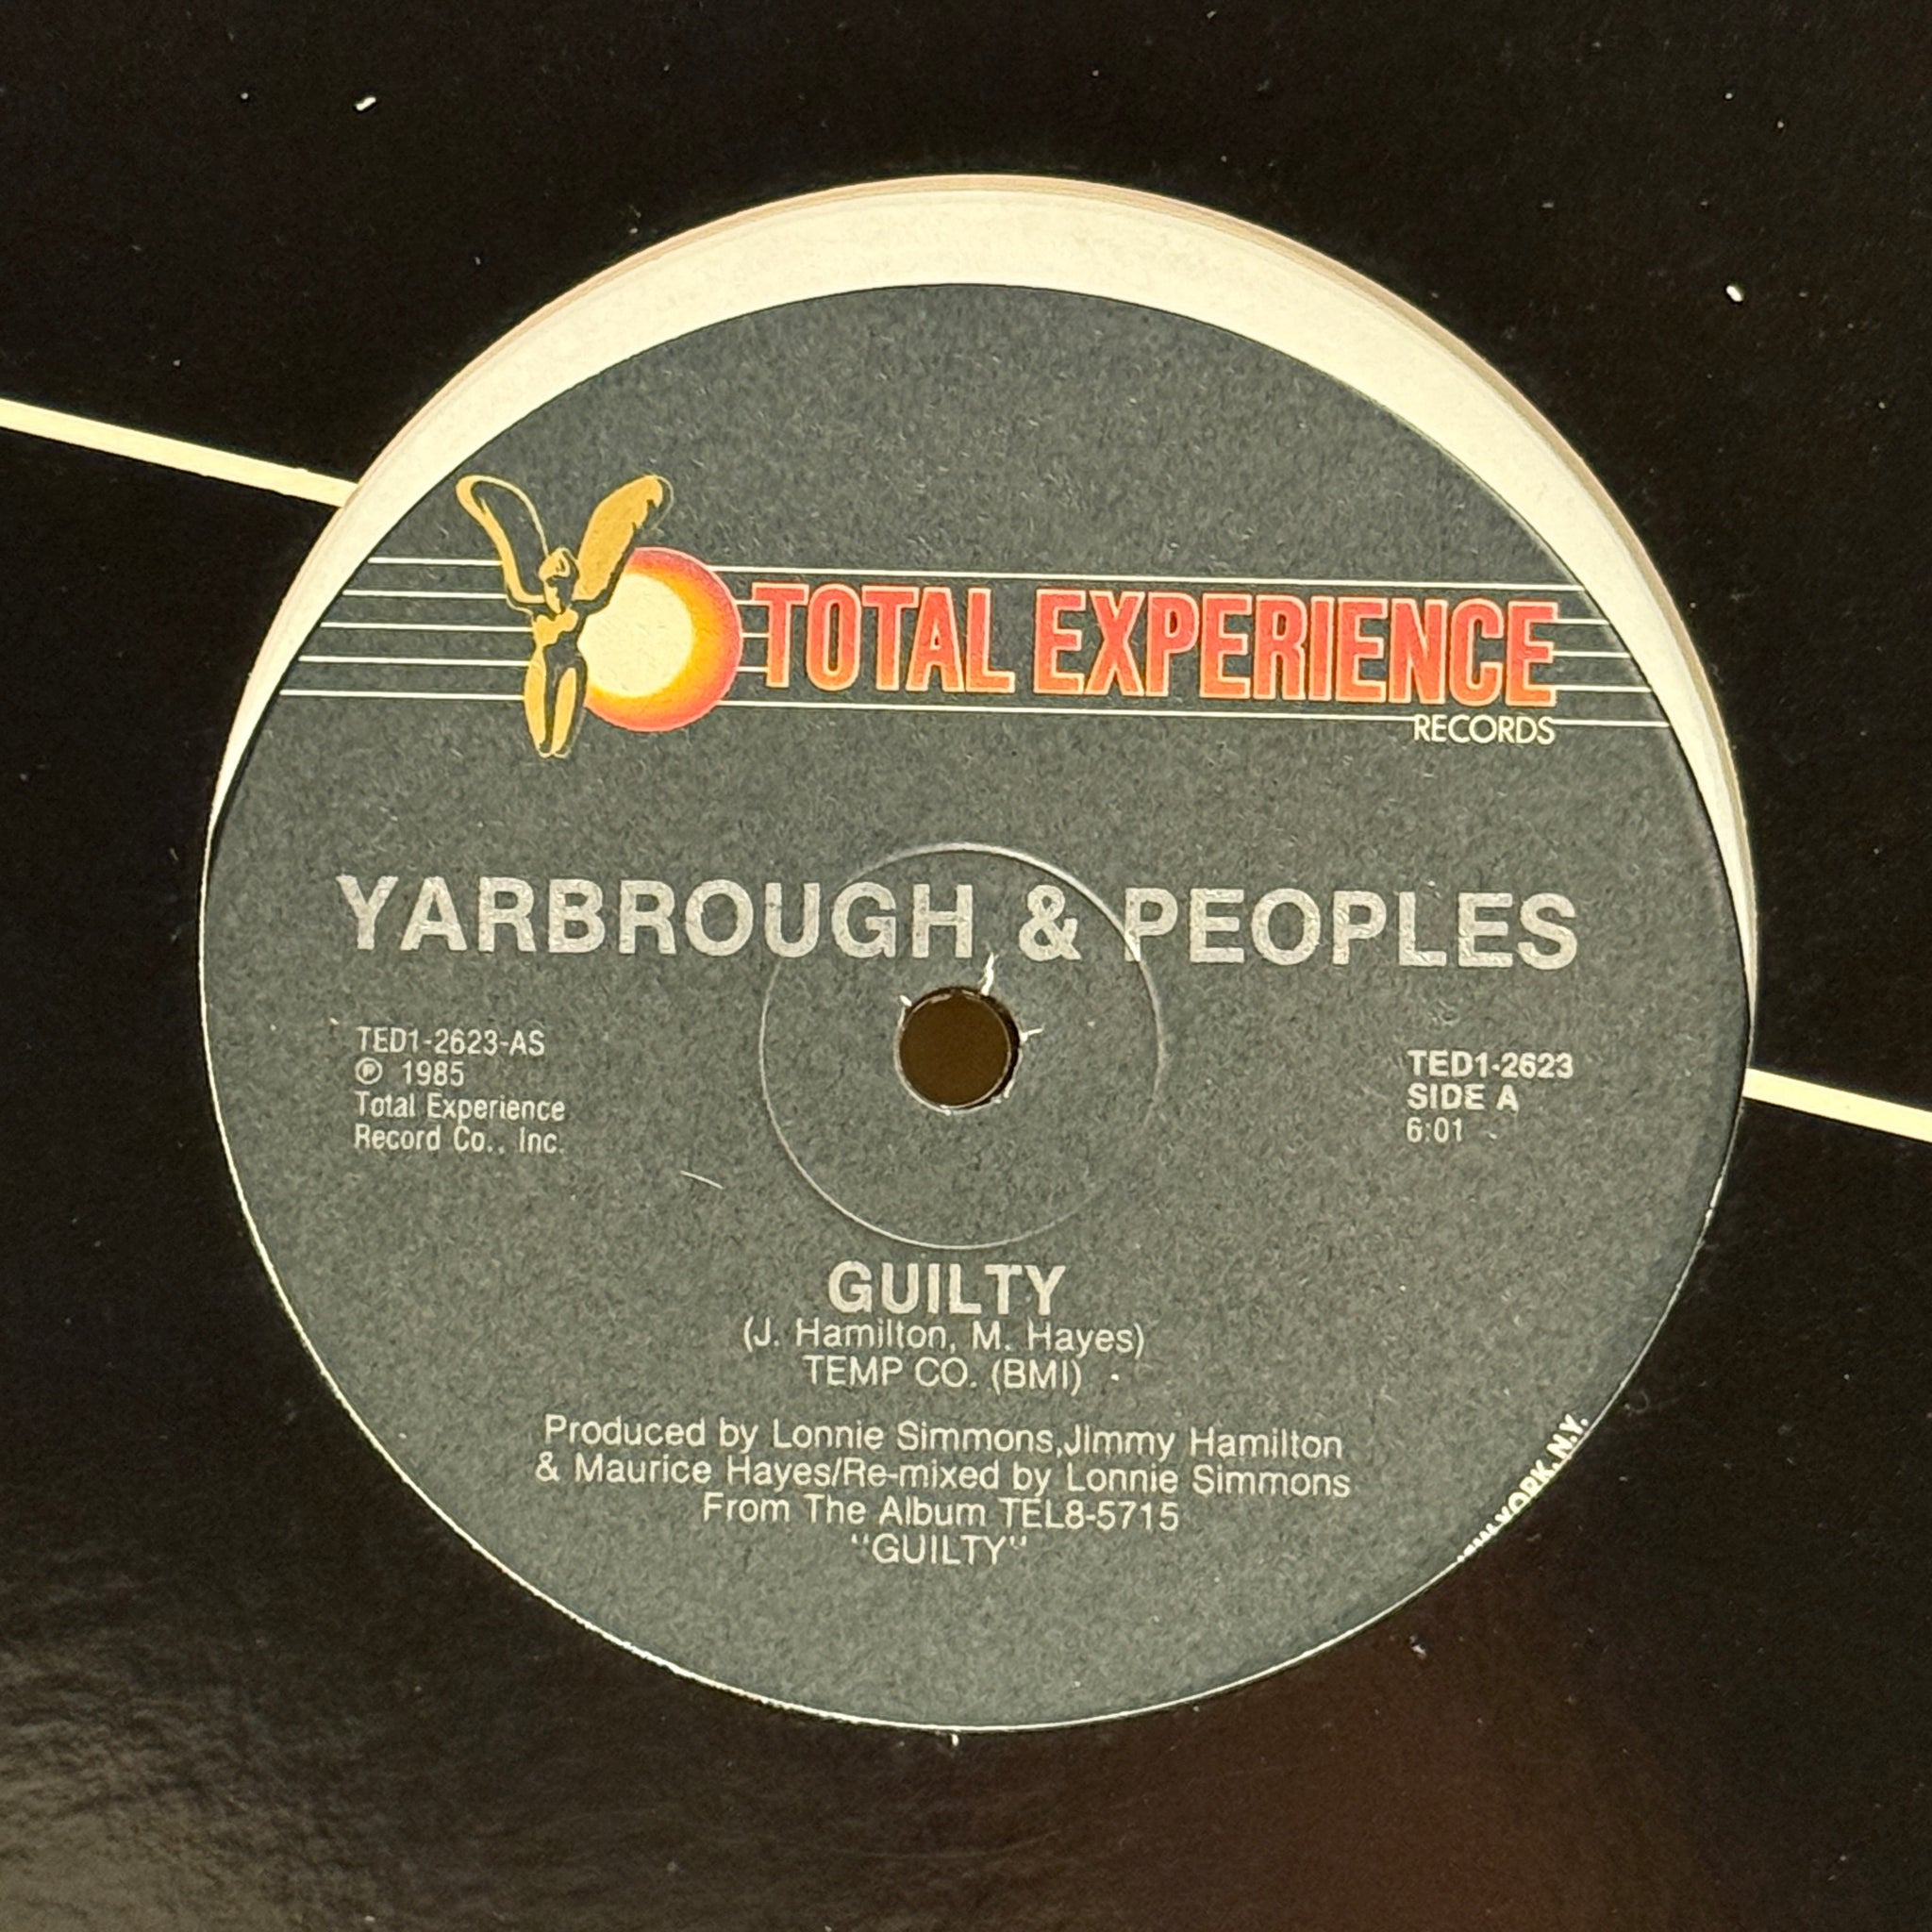 TOTAL EXPERIENCE
RECORDS
YARBROUGH & PEOPLES
TED1-2623-AS
℗ 1985
Total Experience
Record Co., Inc.
TED1-2623
SIDE A
6:01
GUILTY
(J. Hamilton, M. Hayes)
TEMP CO. (BMI)
Produced by Lonnie Simmons,Jimmy Hamilton
& Maurice Hayes/Re-mixed by Lonnie Simmons
From The Album TEL8-5715
"GUILTY"
YORK, N.Y.